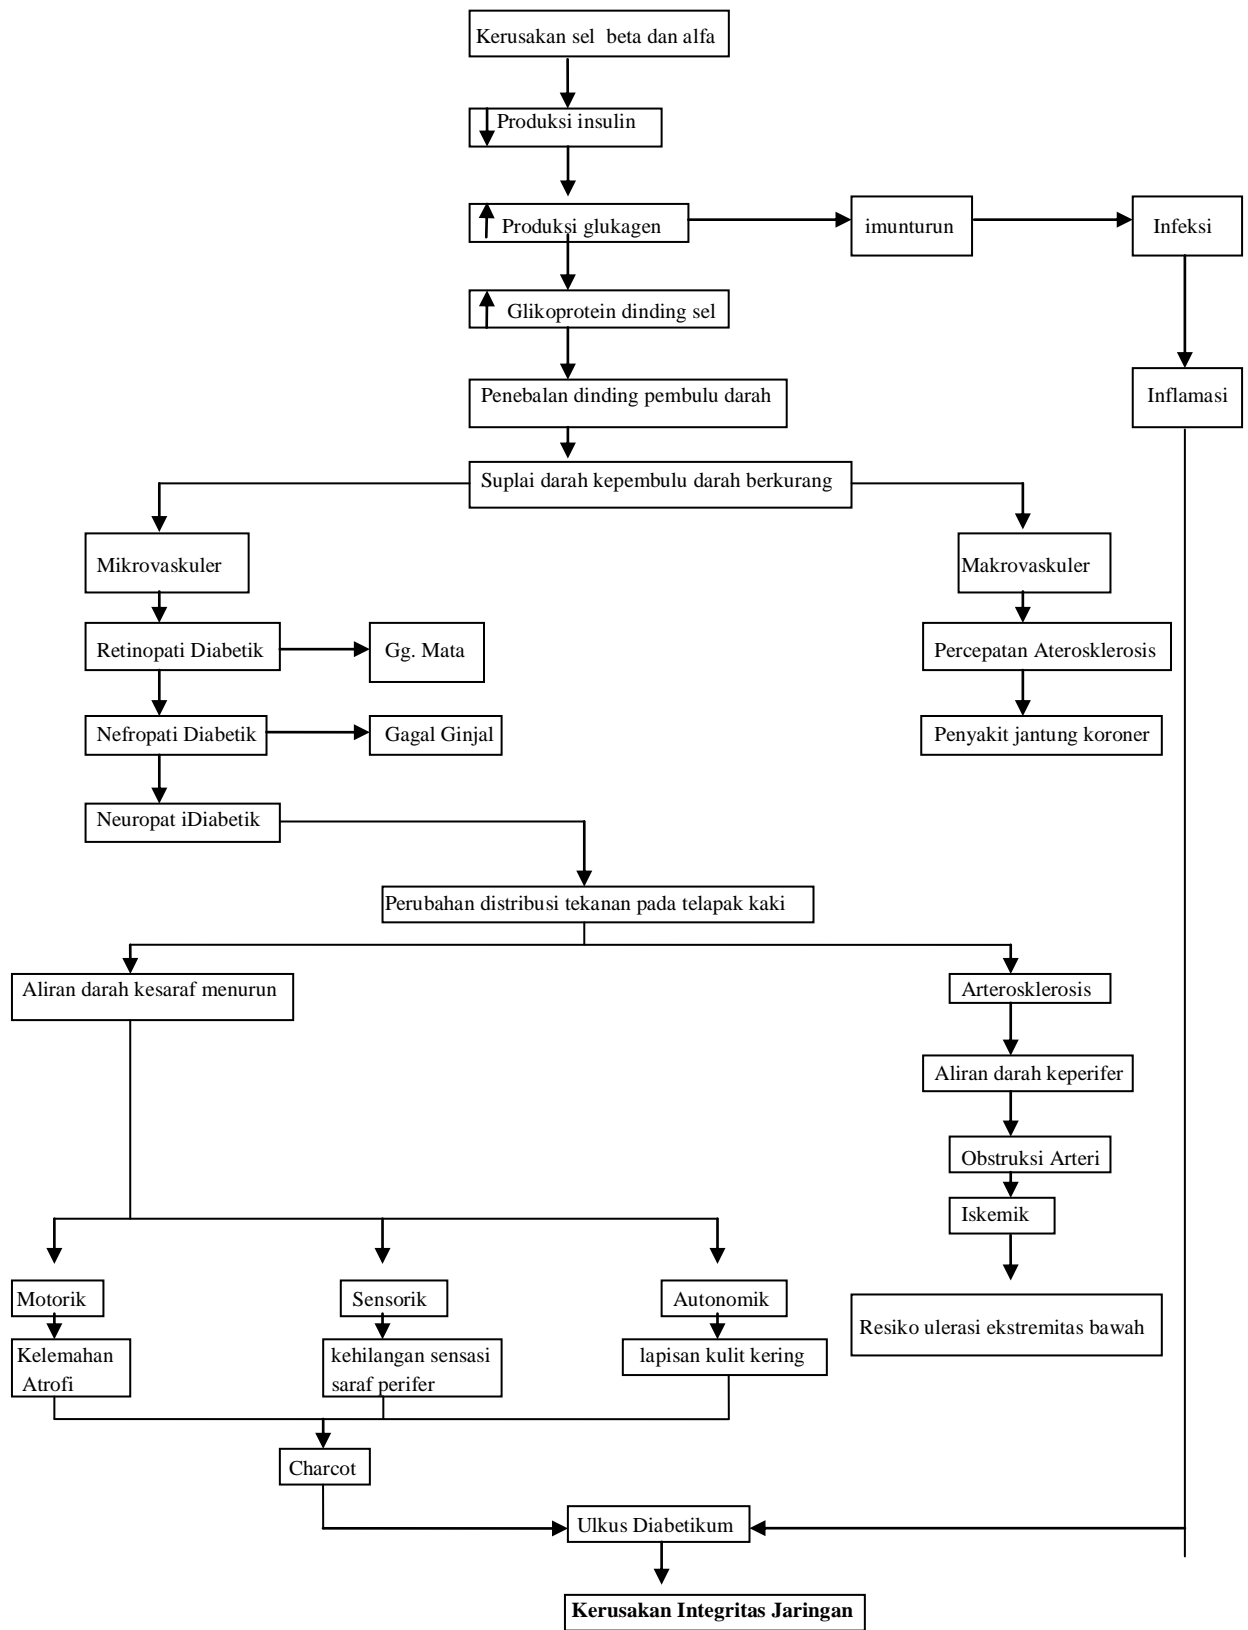 Kerusakan sel beta dan alfa
Produksi insulin
Produksi glukagen
imunturun
Infeksi
Glikoprotein dinding sel
Penebalan dinding pembulu darah
Inflamasi
Suplai darah kepembulu darah berkurang
Mikrovaskuler
Makrovaskuler
Retinopati Diabetik
Gg. Mata
Percepatan Aterosklerosis
Nefropati Diabetik
Gagal Ginjal
Penyakit jantung koroner
Neuropat iDiabetik
Perubahan distribusi tekanan pada telapak kaki
Aliran darah kesaraf menurun
Arterosklerosis
Aliran darah keperifer
Obstruksi Arteri
Iskemik
Motorik
Sensorik
Autonomik
Resiko ulerasi ekstremitas bawah
Kelemahan
Atrofi
kehilangan sensasi
saraf perifer
lapisan kulit kering
Charcot
Ulkus Diabetikum
Kerusakan Integritas Jaringan